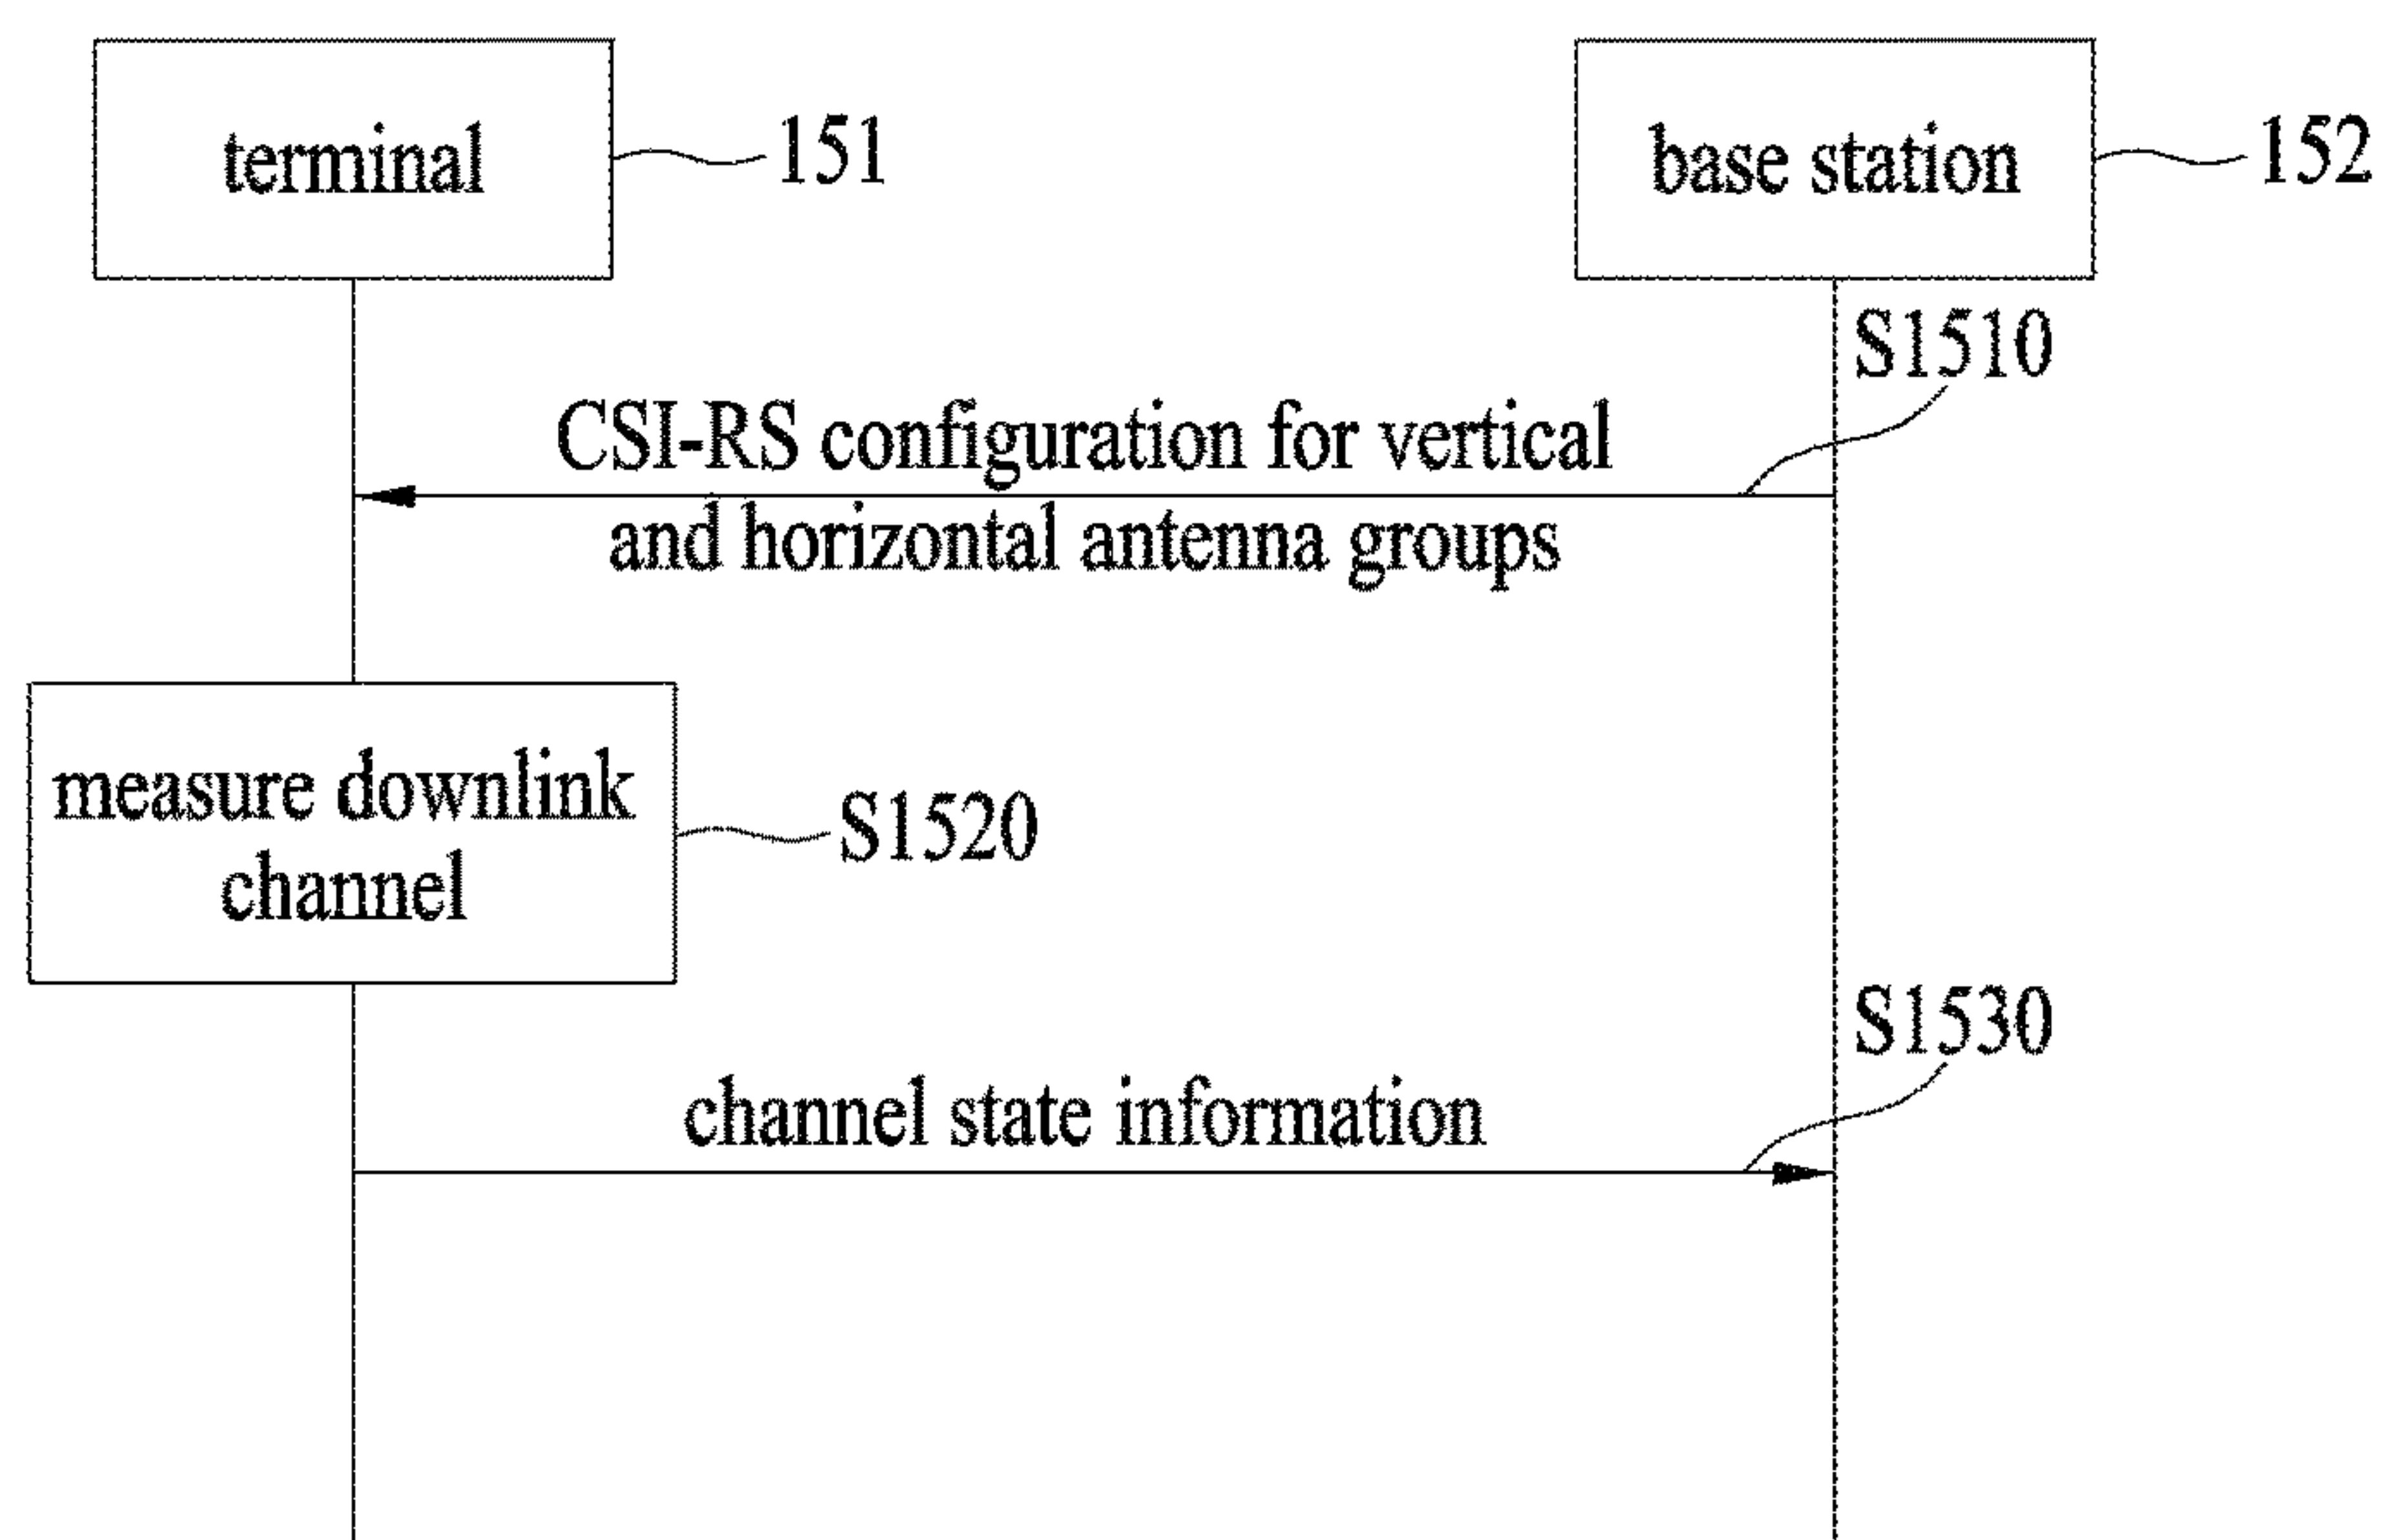 terminal
151
base station
152
S1510
CSI-RS configuration for vertical
and horizontal antenna groups
measure downlink
channel
S1520
S1530
channel state information